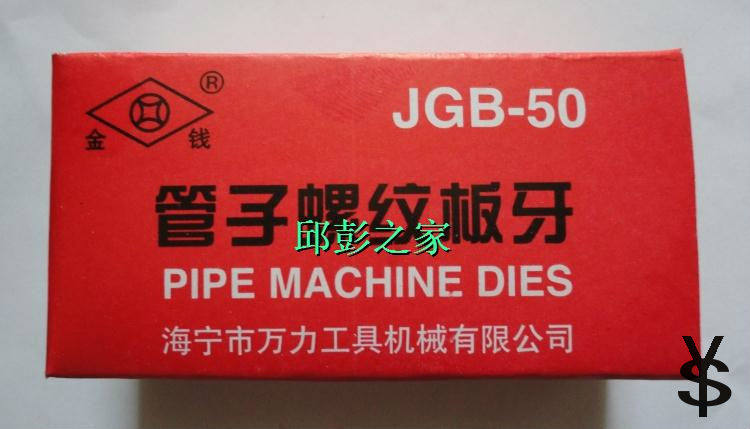 ®
金 钱
JGB-50
管子螺纹板牙
邱彭之家
PIPE MACHINE DIES
海宁市万力工具机械有限公司